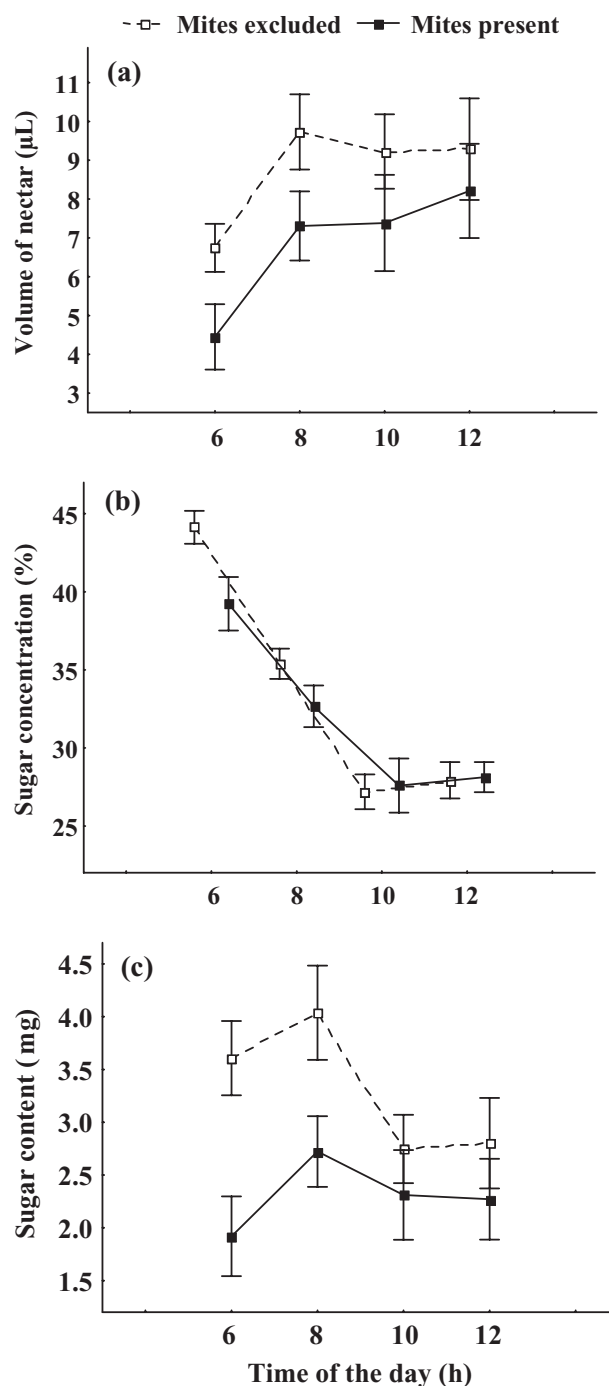 Mites excluded Mites present
(a)
Volume of nectar (µL)
11
10
9
8
7
6
5
4
3
6 8 10 12
(b)
Sugar concentration (%)
45
40
35
30
25
6 8 10 12
(c)
Sugar content (mg)
4.5
4.0
3.5
3.0
2.5
2.0
1.5
6 8 10 12
Time of the day (h)